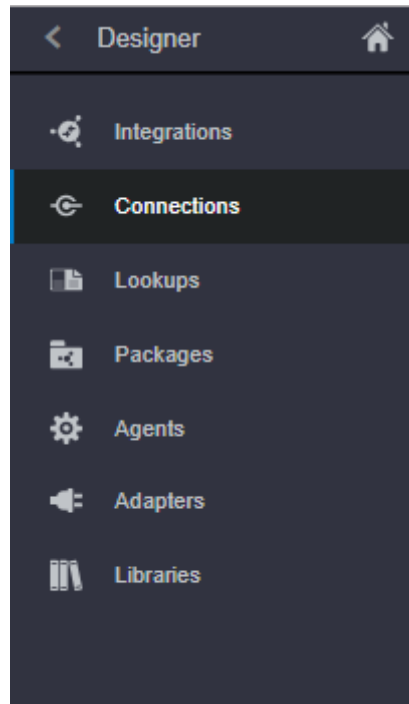 Designer
Integrations
Connections
Lookups
Packages
Agents
Adapters
Libraries